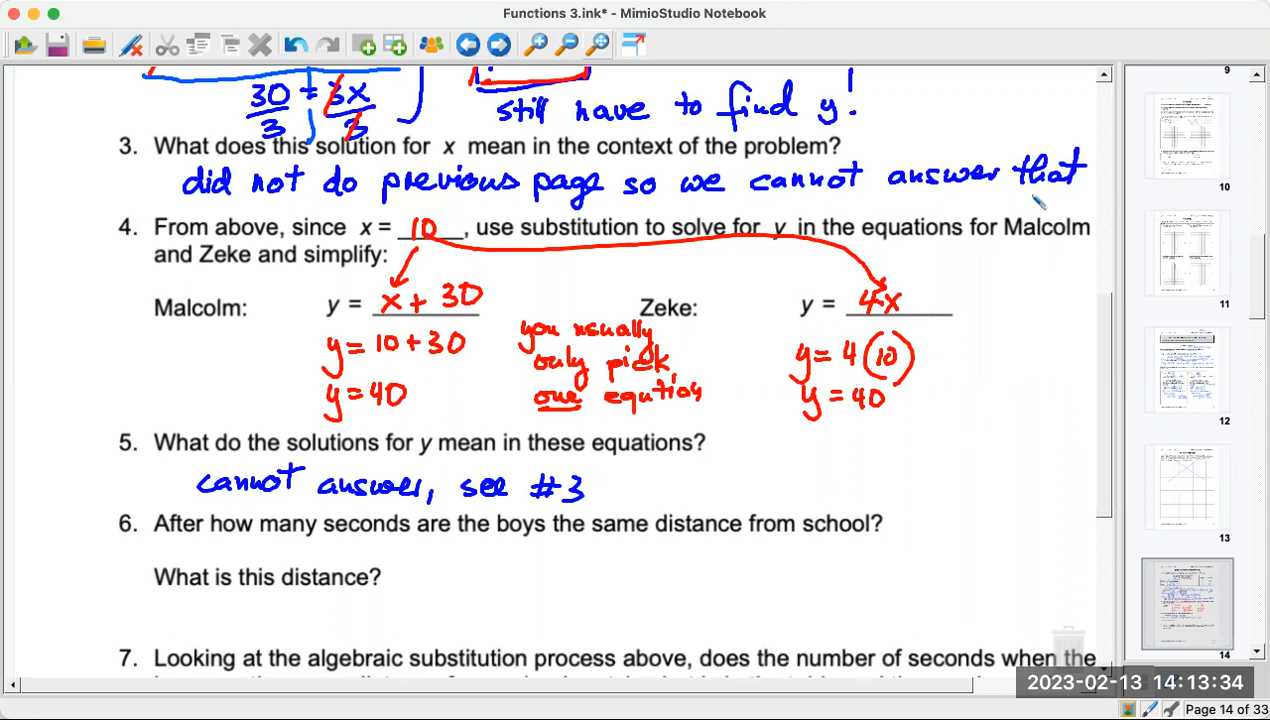 Functions 3.ink* - MimioStudio Notebook
30 = 3x
3 3
still have to find y!
3. What does this solution for x mean in the context of the problem?
did not do previous page so we cannot answer that
4. From above, since x = 10, use substitution to solve for y in the equations for Malcolm
and Zeke and simplify:
Malcolm: y = x + 30 Zeke: y = 4x
y = 10 + 30 you usually y = 4(10)
only pick
y = 40 one equtions y = 40
5. What do the solutions for y mean in these equations?
cannot answer, see #3
6. After how many seconds are the boys the same distance from school?
What is this distance?
7. Looking at the algebraic substitution process above, does the number of seconds when the
9
10
11
12
13
14
2023-02-13 14:13:34
Page 14 of 33